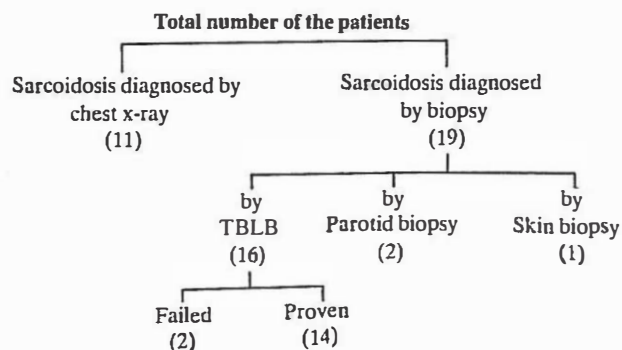 Total number of the patients
Sarcoidosis diagnosed by
chest x-ray
(11)
Sarcoidosis diagnosed
by biopsy
(19)
by
TBLB
(16)
by
Parotid biopsy
(2)
by
Skin biopsy
(1)
Failed
(2)
Proven
(14)